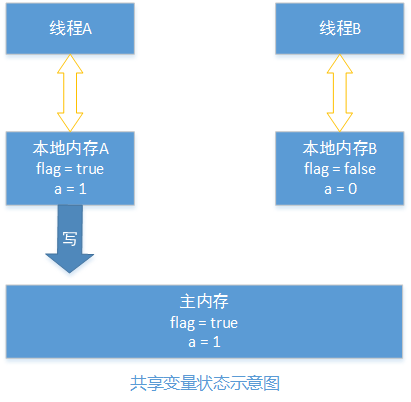 线程A
线程B
本地内存A
flag = true
a = 1
本地内存B
flag = false
a = 0
写
主内存
flag = true
a = 1
共享变量状态示意图